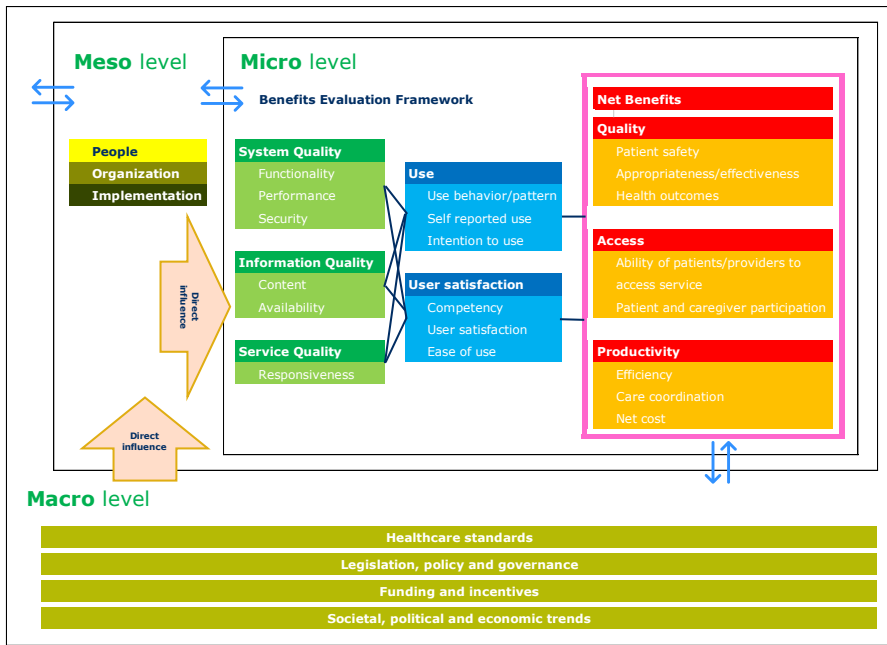 Meso level
Micro level
Benefits Evaluation Framework
People
Organization
Implementation
Direct
influence
Direct
influence
System Quality
Functionality
Performance
Security
Information Quality
Content
Availability
Service Quality
Responsiveness
Use
Use behavior/pattern
Self reported use
Intention to use
User satisfaction
Competency
User satisfaction
Ease of use
Net Benefits
Quality
Patient safety
Appropriateness/effectiveness
Health outcomes
Access
Ability of patients/providers to
access service
Patient and caregiver participation
Productivity
Efficiency
Care coordination
Net cost
Macro level
Healthcare standards
Legislation, policy and governance
Funding and incentives
Societal, political and economic trends